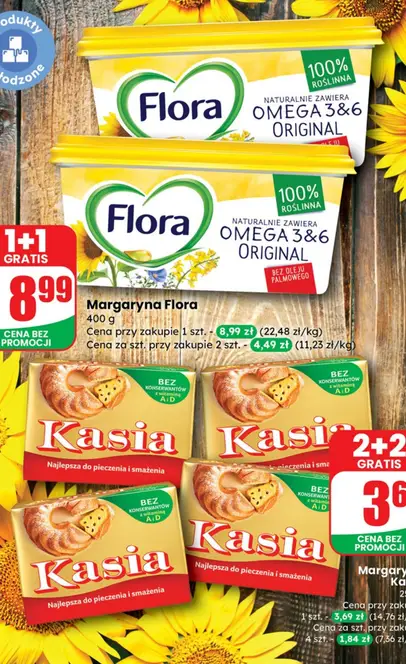 100%
ROŚLINNA
Flora
NATURALNIE ZAWIERA
OMEGA 3&6
ORIGINAL
100%
ROŚLINNA
Flora
NATURALNIE ZAWIERA
OMEGA 3&6
ORIGINAL
BEZ OLEJU
PALMOWEGO
1+1
GRATIS
8 99
CENA BEZ
PROMOCJI
Margaryna Flora
400 g
Cena przy zakupie 1 szt. - 8,99 zł (22,48 zł/kg)
Cena za szt. przy zakupie 2 szt. - 4,49 zł (11,23 zł/kg)
BEZ
KONSERWANTÓW
z witaminą
A i D
Kasia
Najlepsza do pieczenia i smażenia
BEZ
KONSERWANTÓW
z witaminą
A i D
Kasia
BEZ
KONSERWANTÓW
z witaminą
A i D
Kasia
Najlepsza do pieczenia i smażenia
BEZ
A i D
Kasia
Najlepsza do pieczenia i smażenia
2+2
GRATIS
3 6
CENA BEZ
PROMOCJI
Margary
Ka
Cena przy zak
1 szt. - 3,69 zł (14,76 zł
Cena za szt. przy zak
4 szt. - 1,84 zł (7,36 zł